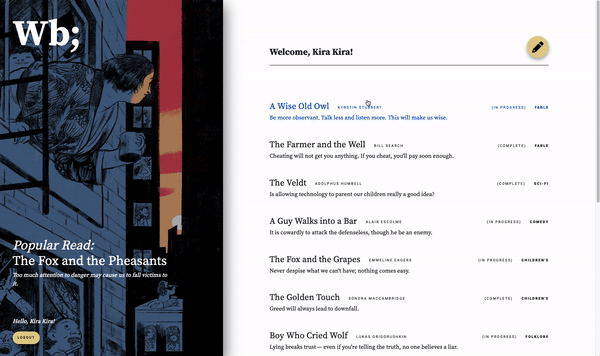 Wb;
Popular Read:
The Fox and the Pheasants
Too much attention to danger may cause us to fall victims to
it.
Hello, Kira Kira!
LOGOUT
Welcome, Kira Kira!
A Wise Old Owl (IN PROGRESS) FABLE
Be more observant. Talk less and listen more. This will make us wise.
The Farmer and the Well BILL SEARCH (COMPLETE) FABLE
Cheating will not get you anything. If you cheat, you'll pay soon enough.
The Veldt ADOLPHUS HUMBELL (COMPLETE) SCI-FI
Is allowing technology to parent our children really a good idea?
A Guy Walks into a Bar ALAIR ESCOLME (IN PROGRESS) COMEDY
It is cowardly to attack the defenseless, though he be an enemy.
The Fox and the Grapes EMMELINE EAGERS (IN PROGRESS) CHILDREN'S
Never despise what we can't have; nothing comes easy.
The Golden Touch SONDRA MACCAMBRIDGE (COMPLETE) CHILDREN'S
Greed will always lead to downfall.
Boy Who Cried Wolf LUKAS GRIGORUSHKIN (IN PROGRESS) FOLKLORE
Lying breaks trust — even if you're telling the truth, no one believes a liar.